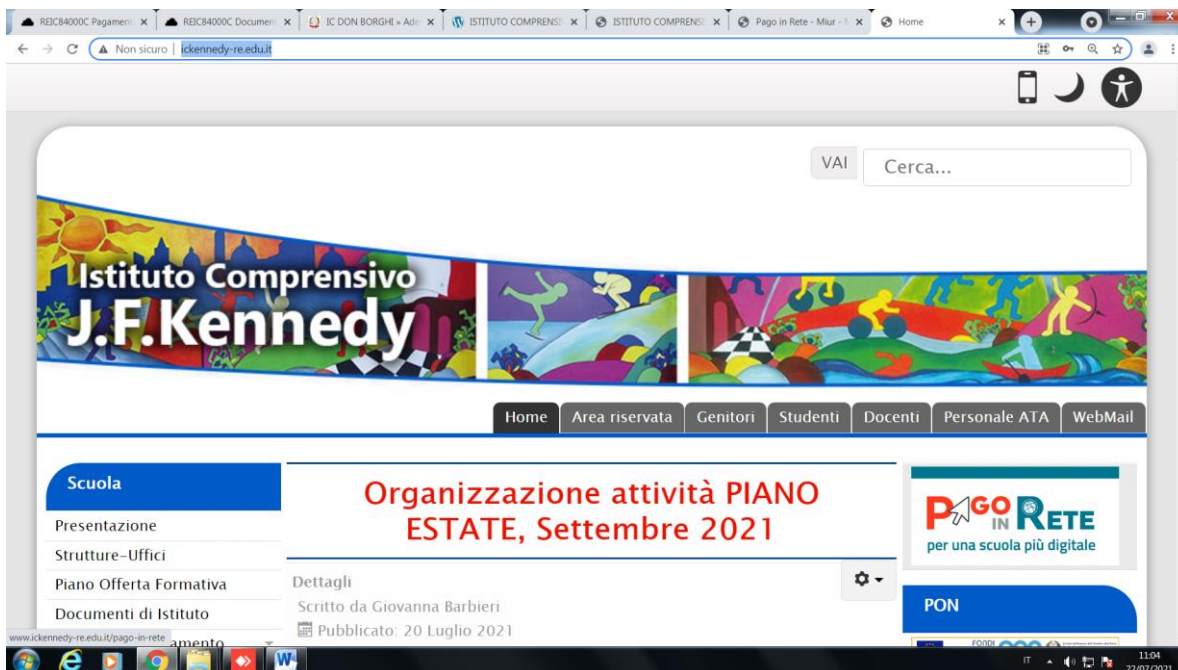 REIC84000C Pagament
REIC84000C Document
IC DON BORGHI » Ade
ISTITUTO COMPRENSI
ISTITUTO COMPRENSI
Pago in Rete - Miur -
Home
Non sicuro | ickennedy-re.edu.it
VAI
Cerca...
Istituto Comprensivo
J.F.Kennedy
Home Area riservata Genitori Studenti Docenti Personale ATA WebMail
Scuola
Presentazione
Strutture-Uffici
Piano Offerta Formativa
Documenti di Istituto
amento
www.ickennedy-re.edu.it/pago-in-rete
Organizzazione attività PIANO
ESTATE, Settembre 2021
Dettagli
Scritto da Giovanna Barbieri
Pubblicato: 20 Luglio 2021
PAGO
IN RETE
per una scuola più digitale
PON
FONDI
IT
11:04
22/07/2021